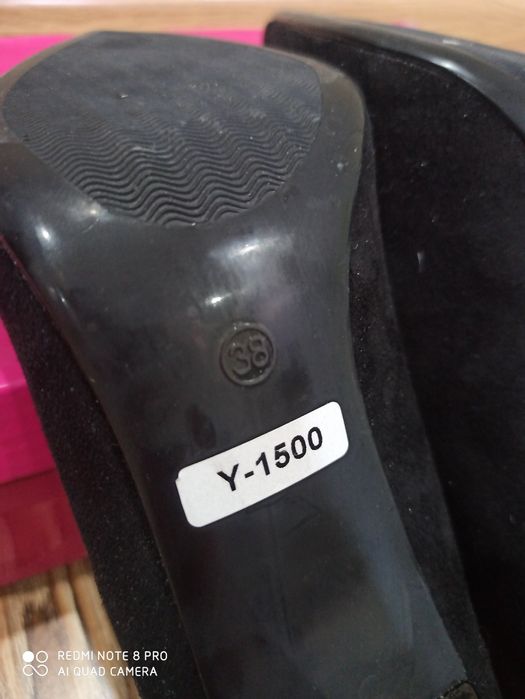 38
Y-1500
REDMI NOTE 8 PRO
AI QUAD CAMERA